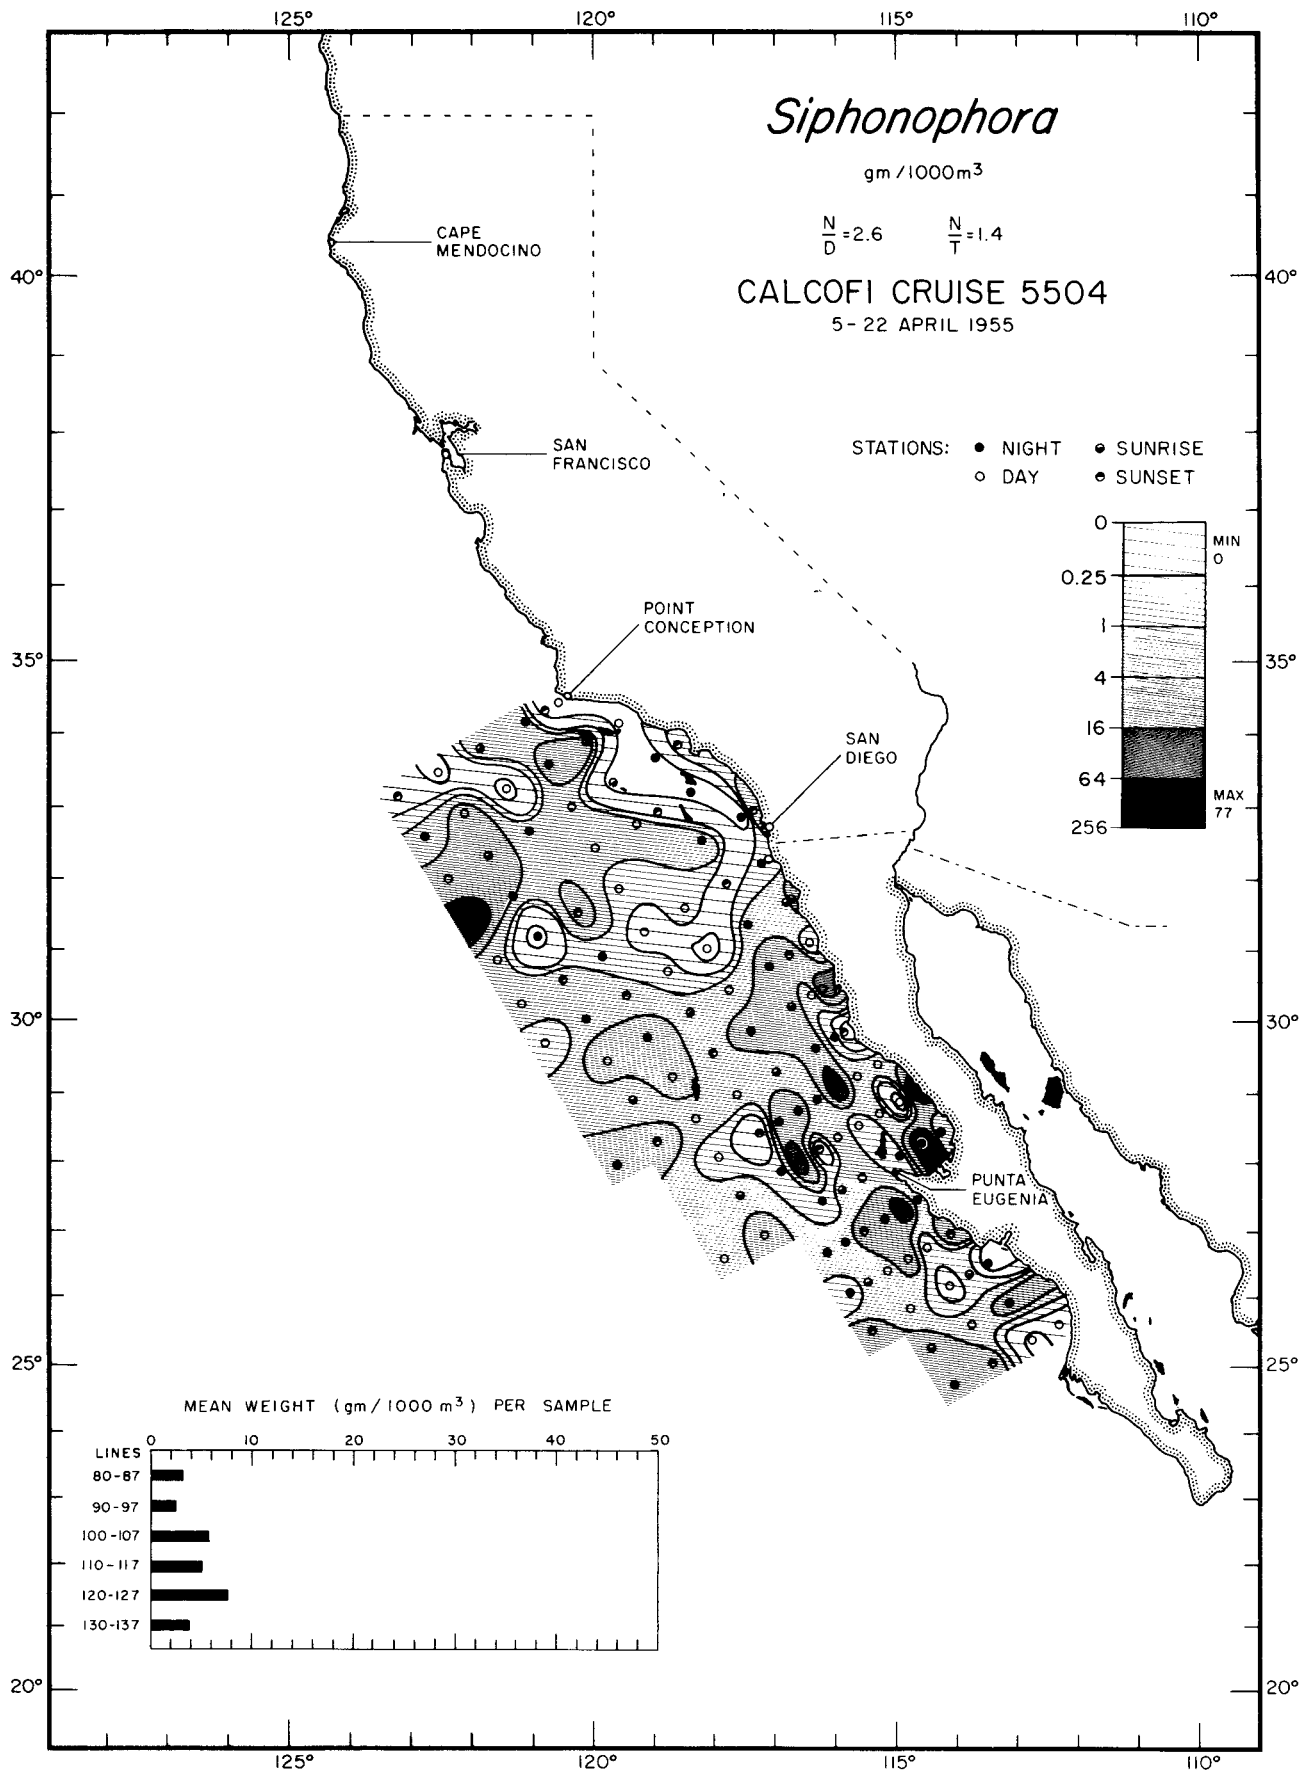 125° 120° 115° 110°
Siphonophora
gm/1000m³
N/D=2.6 N/T=1.4
CALCOFI CRUISE 5504
5-22 APRIL 1955
CAPE
MENDOCINO
40° 40°
SAN
FRANCISCO
STATIONS: NIGHT SUNRISE
DAY SUNSET
0
MIN
0
0.25
1
4
16
64
MAX
77
256
POINT
CONCEPTION
35° 35°
SAN
DIEGO
30° 30°
PUNTA
EUGENIA
25° 25°
MEAN WEIGHT (gm/1000 m³) PER SAMPLE
LINES 0 10 20 30 40 50
80-87
90-97
100-107
110-117
120-127
130-137
20° 20°
125° 120° 115° 110°